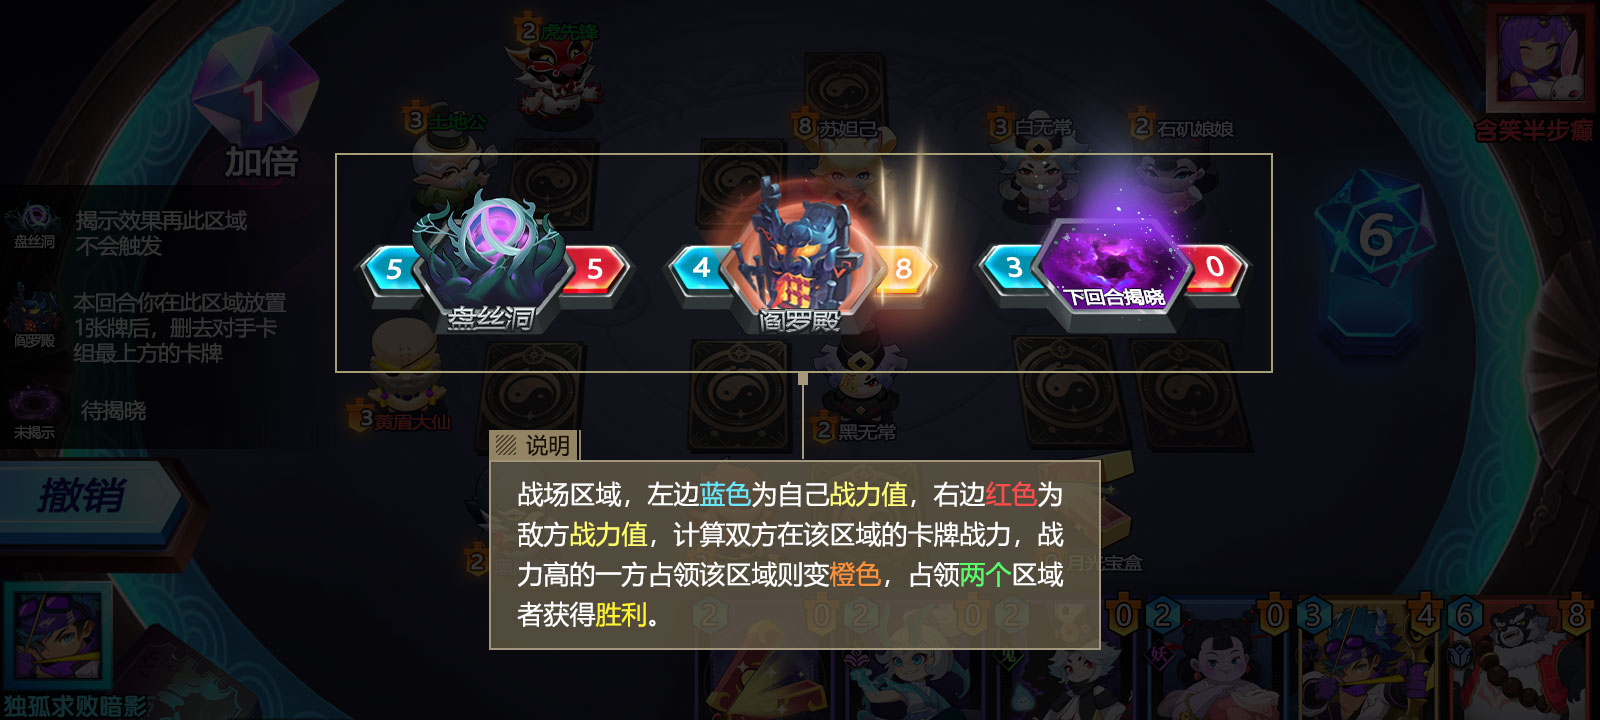 2 虎先锋
1
加倍
3 土地公
8 苏妲己
3 白无常
2 石矶娘娘
含笑半步癫
盘丝洞
揭示效果再此区域
不会触发
阎罗殿
本回合你在此区域放置
1张牌后，删去对手卡
组最上方的卡牌
未揭示
待揭晓
5
盘丝洞
5
4
阎罗殿
8
3
下回合揭晓
0
6
3 黄眉大仙
2 黑无常
撤销
说明
战场区域，左边蓝色为自己战力值，右边红色为
敌方战力值，计算双方在该区域的卡牌战力，战
力高的一方占领该区域则变橙色，占领两个区域
者获得胜利。
2
月光宝盒
独孤求败暗影
2 0
2 0
2 0
2 0
3 4
6 8